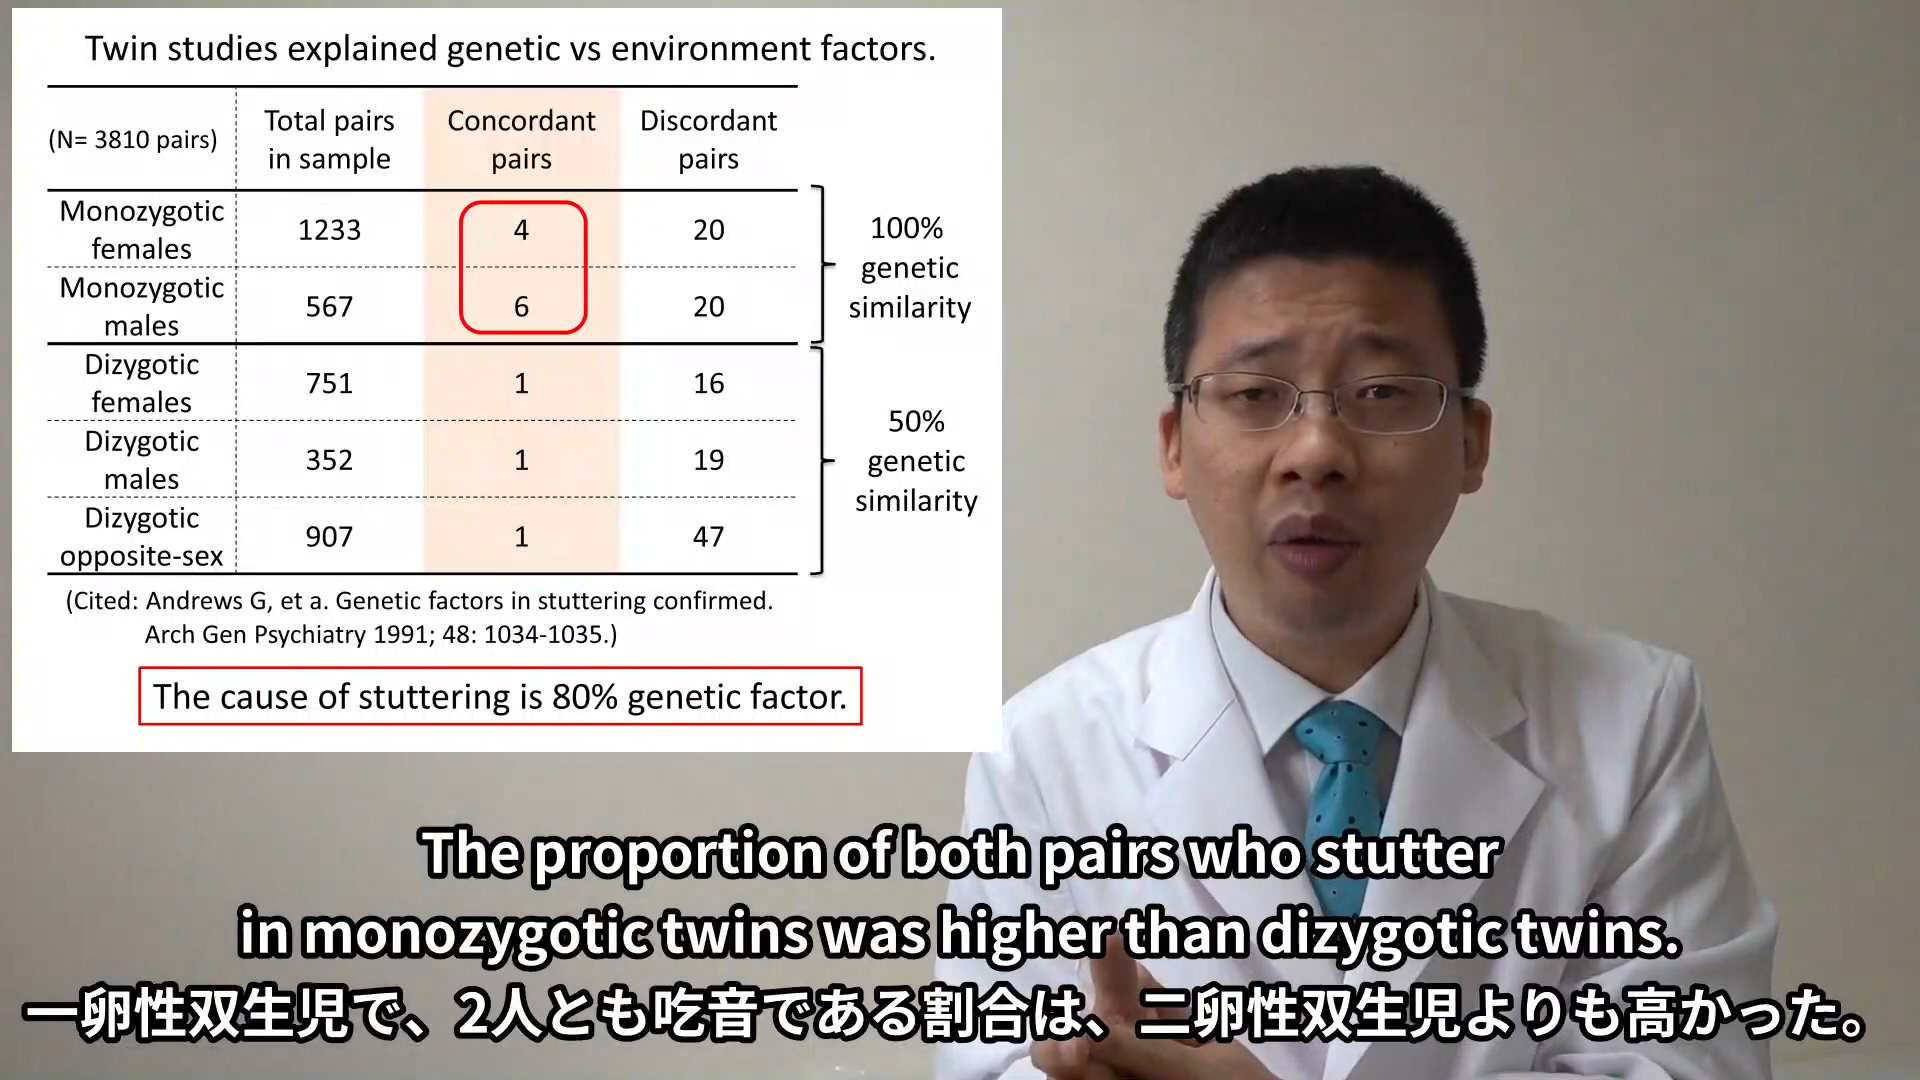 Twin studies explained genetic vs environment factors.
(N= 3810 pairs)
Total pairs
in sample
Concordant
pairs
Discordant
pairs
Monozygotic
females
1233
4
20
Monozygotic
males
567
6
20
100%
genetic
similarity
Dizygotic
females
751
1
16
Dizygotic
males
352
1
19
Dizygotic
opposite-sex
907
1
47
50%
genetic
similarity
(Cited: Andrews G, et a. Genetic factors in stuttering confirmed.
Arch Gen Psychiatry 1991; 48: 1034-1035.)
The cause of stuttering is 80% genetic factor.
The proportion of both pairs who stutter
in monozygotic twins was higher than dizygotic twins.
一卵性双生児で、2人とも吃音である割合は、二卵性双生児よりも高かった。